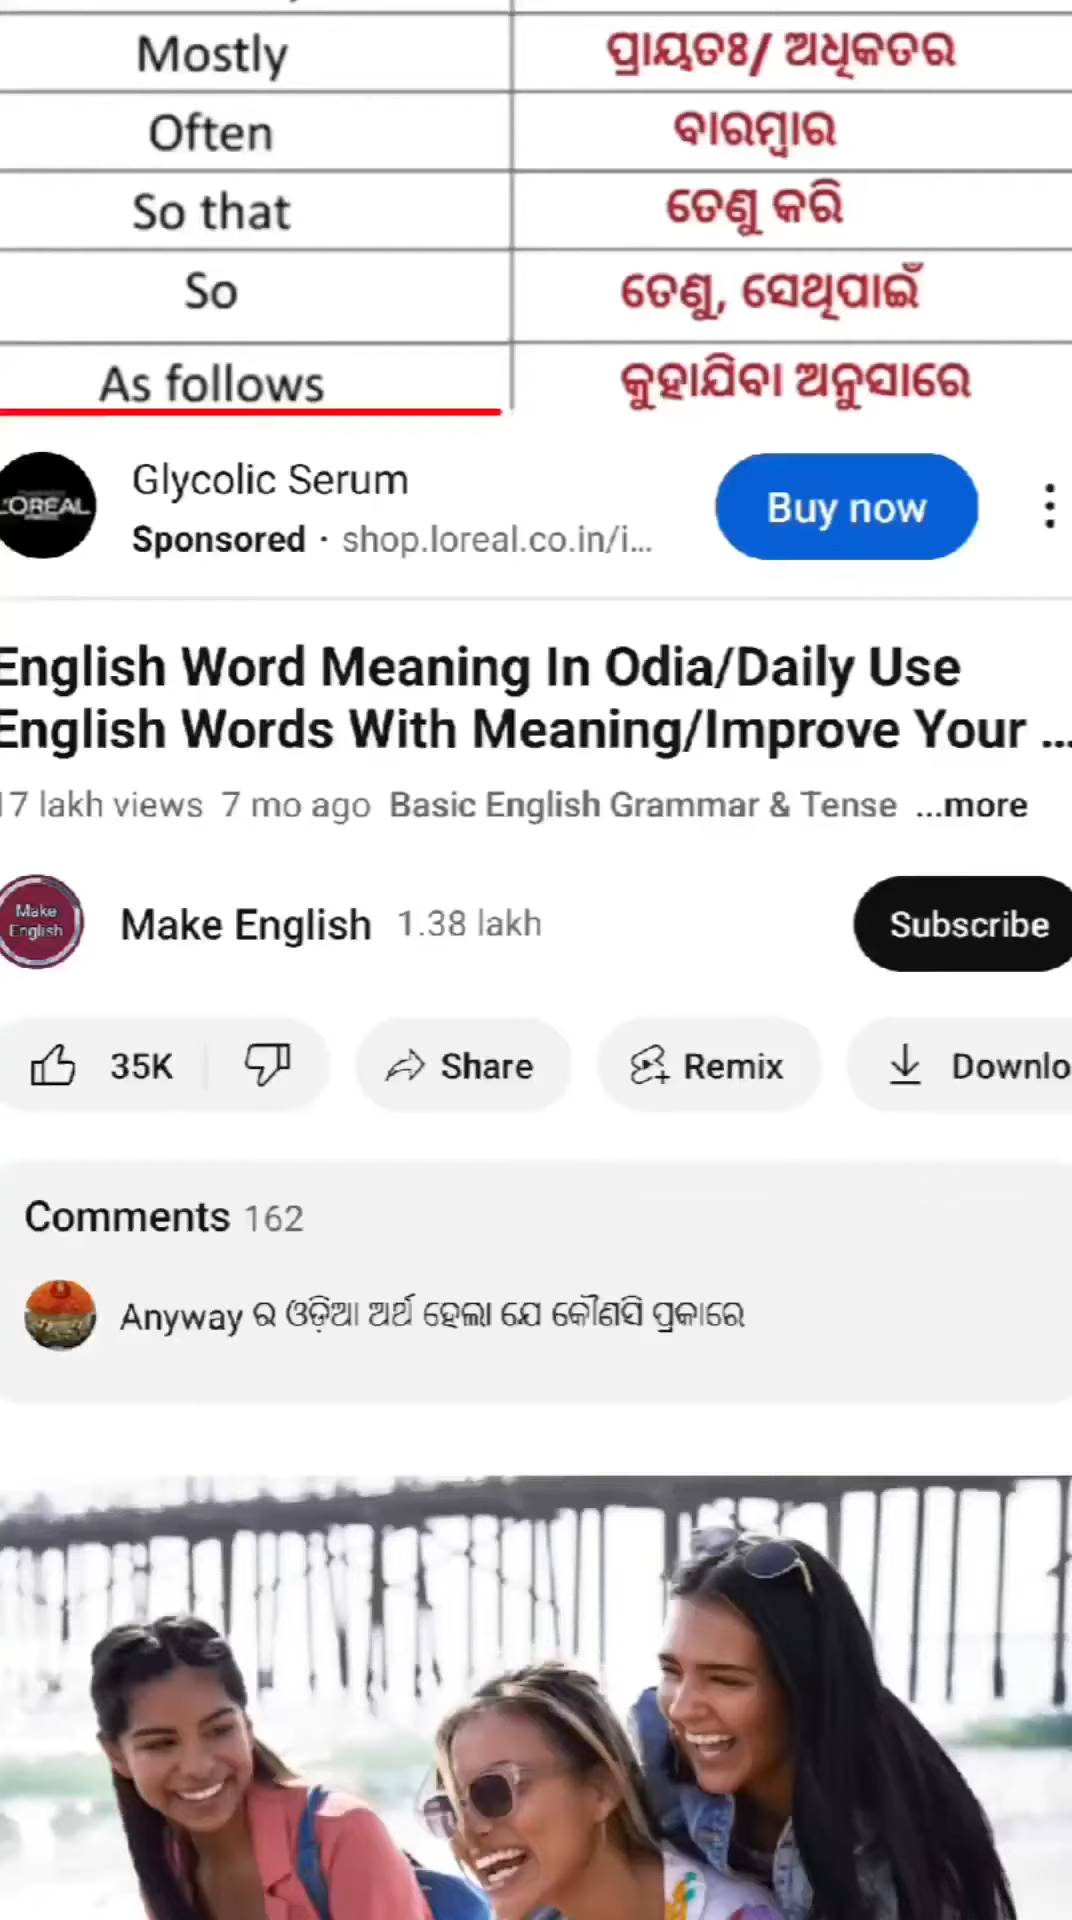 Mostly ପ୍ରାୟତଃ/ ଅଧିକତର
Often ବାରମ୍ବାର
So that ତେଣୁ କରି
So ତେଣୁ, ସେଥିପାଇଁ
As follows କୁହାଯିବା ଅନୁସାରେ
L'OREAL
Glycolic Serum
Sponsored · shop.loreal.co.in/i...
Buy now
English Word Meaning In Odia/Daily Use
English Words With Meaning/Improve Your ...
17 lakh views 7 mo ago Basic English Grammar & Tense ...more
Make English
Make English 1.38 lakh
Subscribe
35K Share Remix Downlo
Comments 162
Anyway ର ଓଡ଼ିଆ ଅର୍ଥ ହେଲା ଯେ କୌଣସି ପ୍ରକାରେ